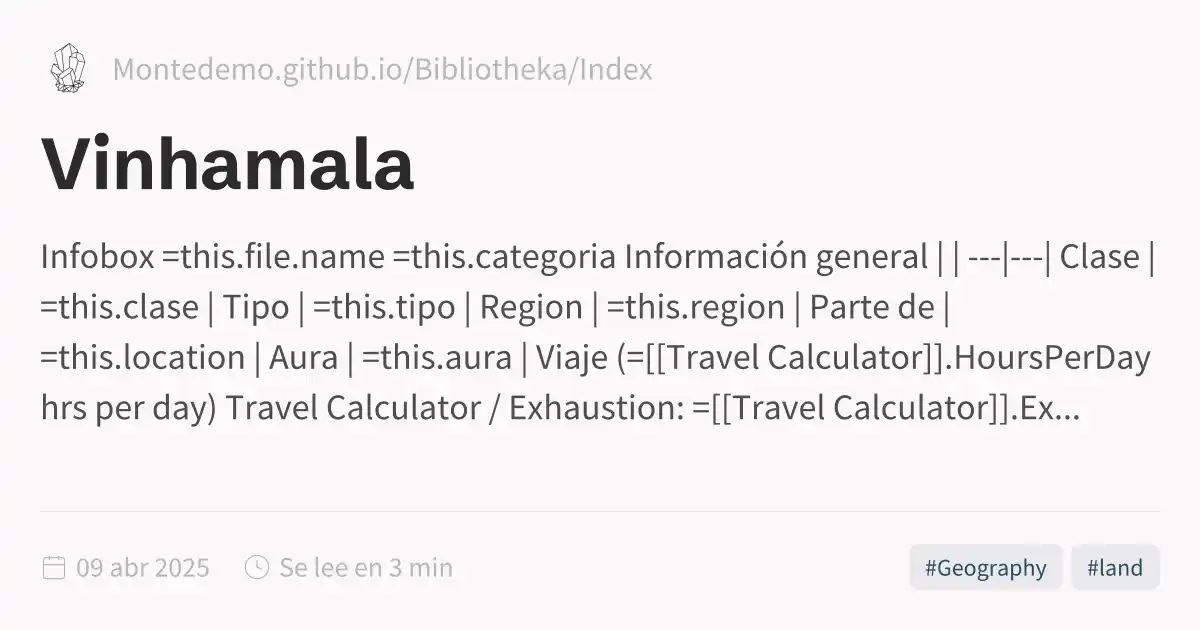 Montedemo.github.io/Bibliotheka/Index
Vinhamala
Infobox =this.file.name =this.categoria Información general | | ---|---| Clase |
=this.clase | Tipo | =this.tipo | Region | =this.region | Parte de |
=this.location | Aura | =this.aura | Viaje (=[[Travel Calculator]].HoursPerDay
hrs per day) Travel Calculator / Exhaustion: =[[Travel Calculator]].Ex...
09 abr 2025 Se lee en 3 min #Geography #land